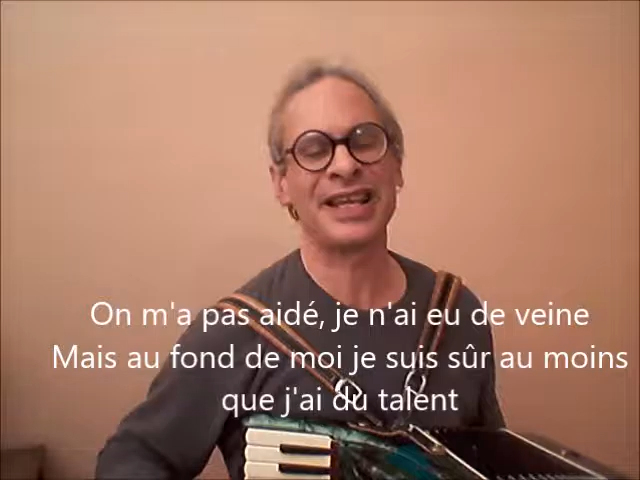 On m'a pas aidé, je n'ai eu de veine
Mais au fond de moi je suis sûr au moins
que j'ai du talent